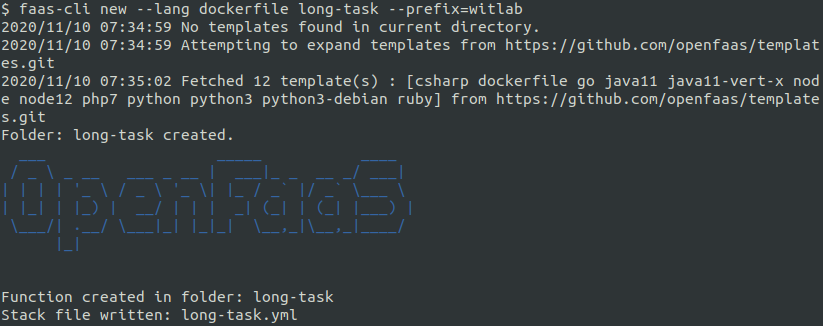 $ faas-cli new --lang dockerfile long-task --prefix=witlab
2020/11/10 07:34:59 No templates found in current directory.
2020/11/10 07:34:59 Attempting to expand templates from https://github.com/openfaas/templat
es.git
2020/11/10 07:35:02 Fetched 12 template(s) : [csharp dockerfile go java11 java11-vert-x nod
e node12 php7 python python3 python3-debian ruby] from https://github.com/openfaas/template
s.git
Folder: long-task created.
OpenFaaS
Function created in folder: long-task
Stack file written: long-task.yml